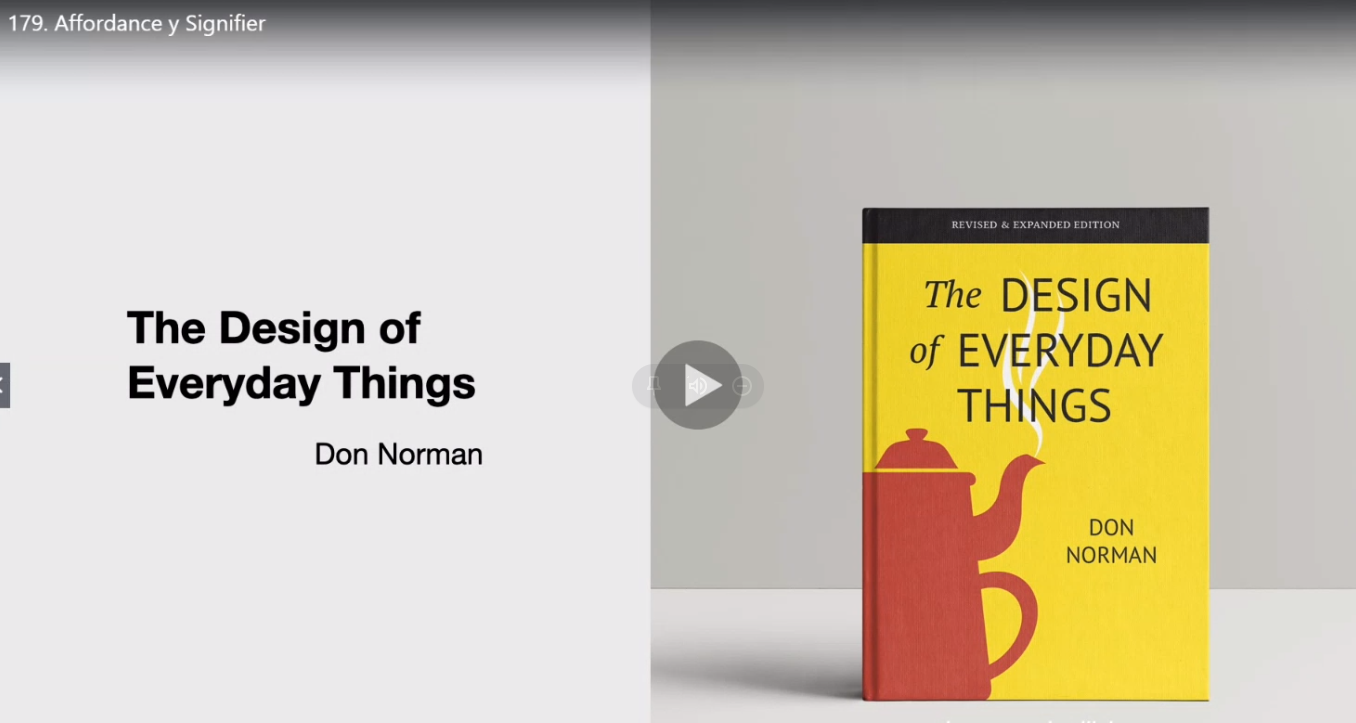 179. Affordance y Signifier
The Design of
Everyday Things
Don Norman
REVISED & EXPANDED EDITION
The DESIGN
of EVERYDAY
THINGS
DON
NORMAN